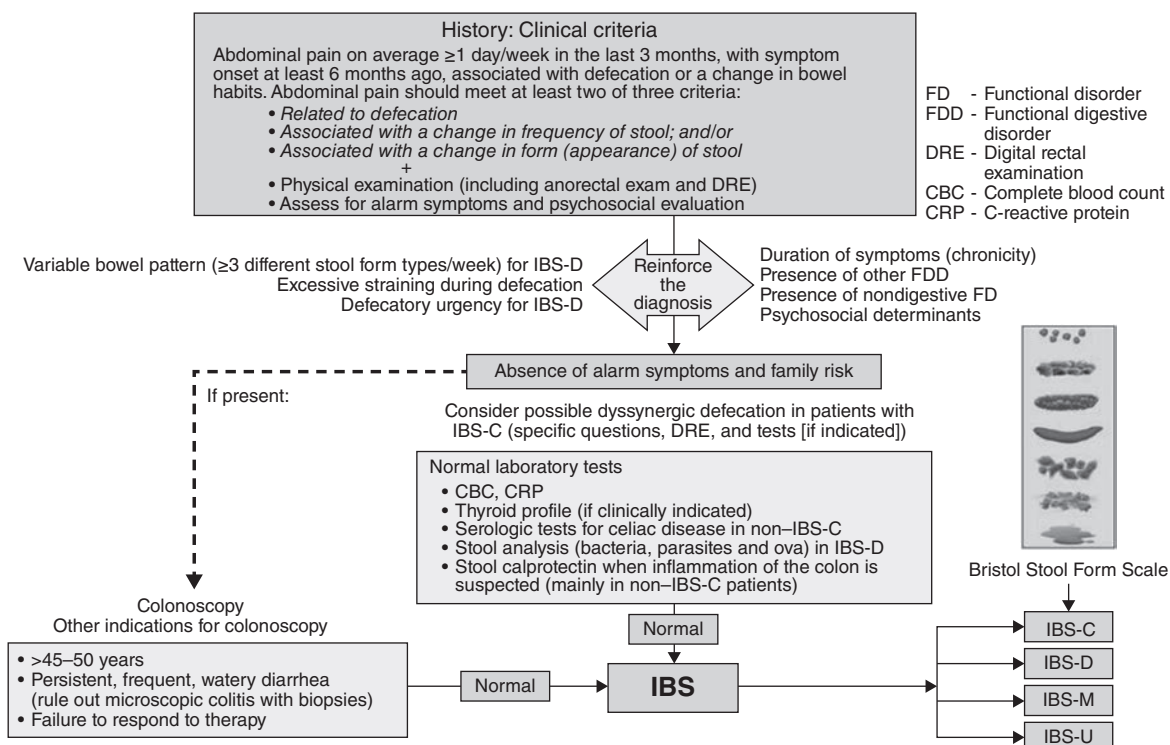 History: Clinical criteria
Abdominal pain on average ≥1 day/week in the last 3 months, with symptom
onset at least 6 months ago, associated with defecation or a change in bowel
habits. Abdominal pain should meet at least two of three criteria:
• Related to defecation
• Associated with a change in frequency of stool; and/or
• Associated with a change in form (appearance) of stool
+
• Physical examination (including anorectal exam and DRE)
• Assess for alarm symptoms and psychosocial evaluation
FD - Functional disorder
FDD - Functional digestive
disorder
DRE - Digital rectal
examination
CBC - Complete blood count
CRP - C-reactive protein
Variable bowel pattern (≥3 different stool form types/week) for IBS-D
Excessive straining during defecation
Defecatory urgency for IBS-D
Reinforce
the
diagnosis
Duration of symptoms (chronicity)
Presence of other FDD
Presence of nondigestive FD
Psychosocial determinants
Absence of alarm symptoms and family risk
If present:
Consider possible dyssynergic defecation in patients with
IBS-C (specific questions, DRE, and tests [if indicated])
Normal laboratory tests
• CBC, CRP
• Thyroid profile (if clinically indicated)
• Serologic tests for celiac disease in non–IBS-C
• Stool analysis (bacteria, parasites and ova) in IBS-D
• Stool calprotectin when inflammation of the colon is
suspected (mainly in non–IBS-C patients)
Bristol Stool Form Scale
Colonoscopy
Other indications for colonoscopy
• >45–50 years
• Persistent, frequent, watery diarrhea
(rule out microscopic colitis with biopsies)
• Failure to respond to therapy
Normal
Normal
IBS
IBS-C
IBS-D
IBS-M
IBS-U